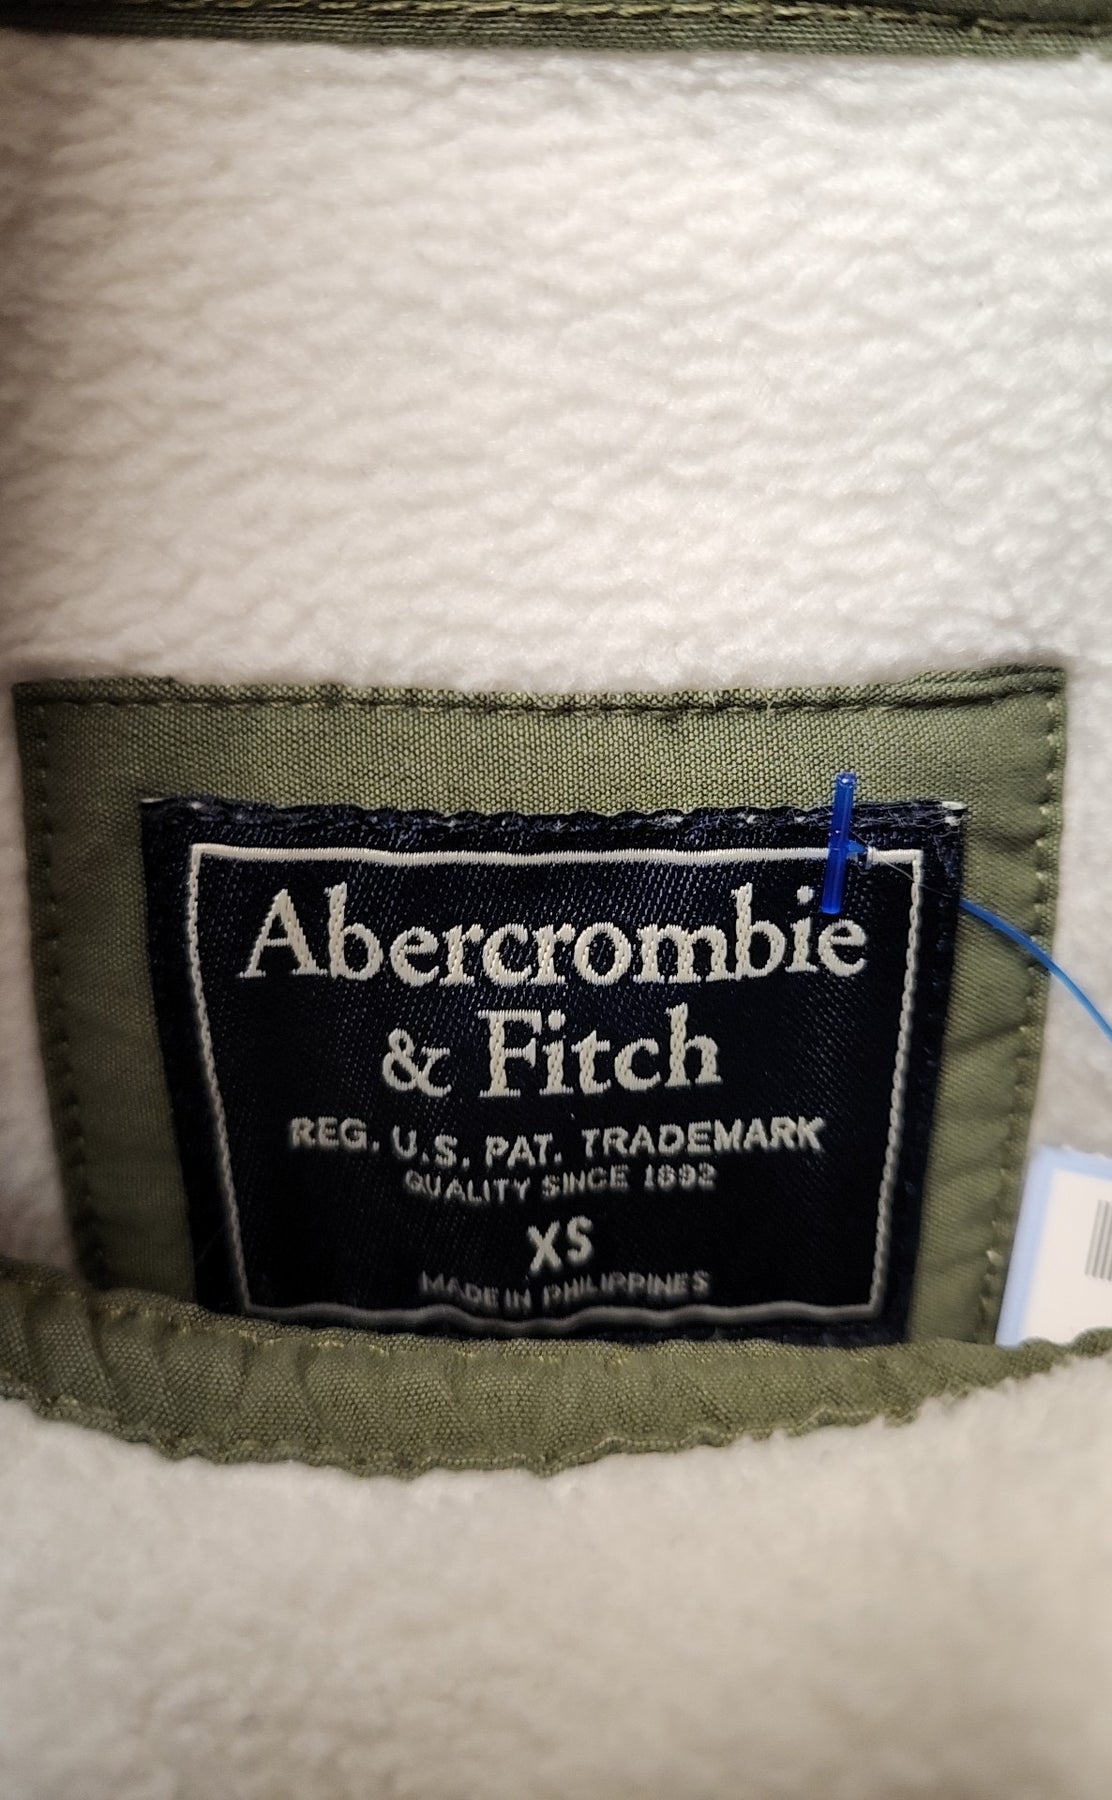 Abercrombie
& Fitch
REG. U.S. PAT. TRADEMARK
QUALITY SINCE 1892
XS
MADE IN PHILIPPINES